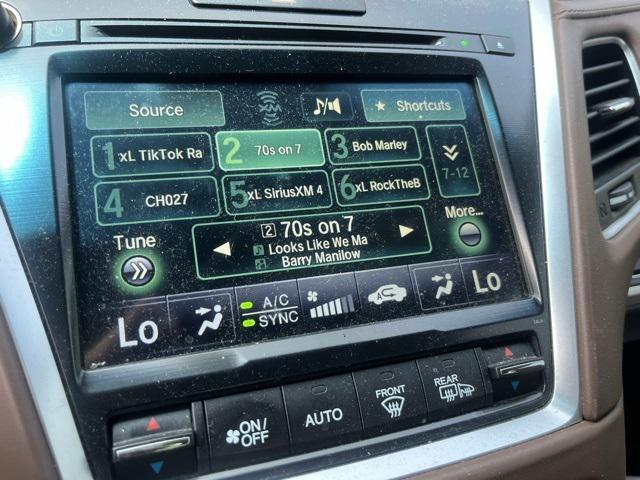 Source
XM
★ Shortcuts
1 xL TikTok Ra
2 70s on 7
3 Bob Marley
7-12
4 CH027
5 xL SiriusXM 4
6 xL RockTheB
Tune
2 70s on 7
Looks Like We Ma
Barry Manilow
More...
Lo
A/C
SYNC
Lo
ON/
OFF
AUTO
FRONT
REAR